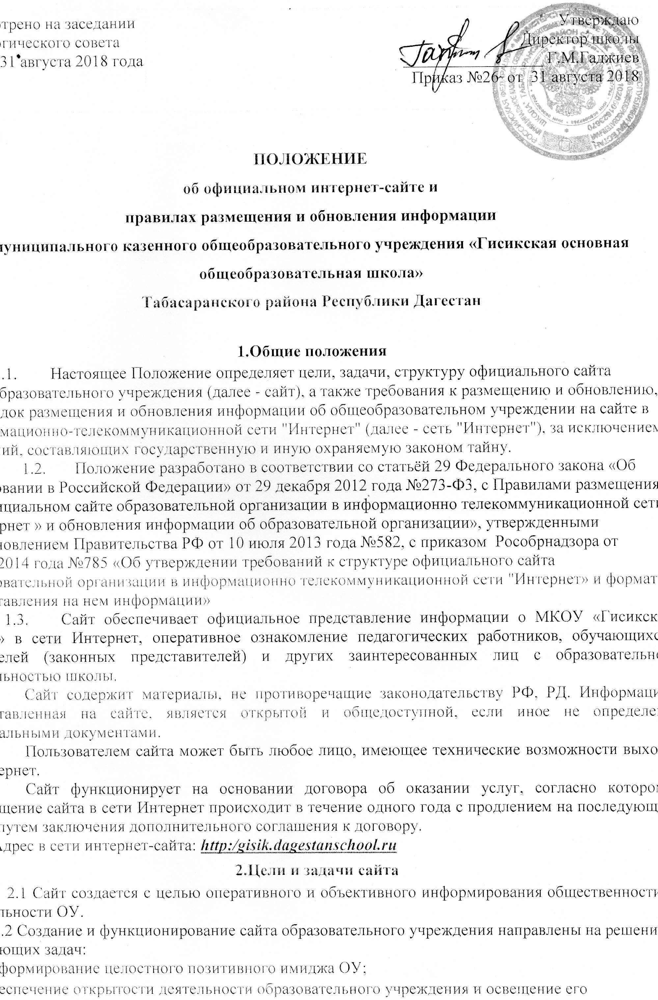 отрено на заседании
огического совета
31 августа 2018 года
Утверждаю
Директор школы
Г.М.Гаджиев
Приказ №26 от 31 августа 2018
ПОЛОЖЕНИЕ
об официальном интернет-сайте и
правилах размещения и обновления информации
муниципального казенного общеобразовательного учреждения «Гисикская основная
общеобразовательная школа»
Табасаранского района Республики Дагестан
1.Общие положения
.1. Настоящее Положение определяет цели, задачи, структуру официального сайта
бразовательного учреждения (далее - сайт), а также требования к размещению и обновлению,
док размещения и обновления информации об общеобразовательном учреждении на сайте в
мационно-телекоммуникационной сети "Интернет" (далее - сеть "Интернет"), за исключением
ий, составляющих государственную и иную охраняемую законом тайну.
1.2. Положение разработано в соответствии со статьёй 29 Федерального закона «Об
овании в Российской Федерации» от 29 декабря 2012 года №273-ФЗ, с Правилами размещения
ициальном сайте образовательной организации в информационно телекоммуникационной сети
рнет » и обновления информации об образовательной организации», утвержденными
новлением Правительства РФ от 10 июля 2013 года №582, с приказом Рособрнадзора от
2014 года №785 «Об утверждении требований к структуре официального сайта
овательной организации в информационно телекоммуникационной сети "Интернет» и формат
тавления на нем информации»
1.3. Сайт обеспечивает официальное представление информации о МКОУ «Гисикск
» в сети Интернет, оперативное ознакомление педагогических работников, обучающихс
елей (законных представителей) и других заинтересованных лиц с образовательно
льностью школы.
Сайт содержит материалы, не противоречащие законодательству РФ, РД. Информаци
тавленная на сайте, является открытой и общедоступной, если иное не определен
альными документами.
Пользователем сайта может быть любое лицо, имеющее технические возможности выхо
ернет.
Сайт функционирует на основании договора об оказании услуг, согласно котором
щение сайта в сети Интернет происходит в течение одного года с продлением на последующ
путем заключения дополнительного соглашения к договору.
Адрес в сети интернет-сайта: http:/gisik.dagestanschool.ru
2.Цели и задачи сайта
2.1 Сайт создается с целью оперативного и объективного информирования общественности
льности ОУ.
.2 Создание и функционирование сайта образовательного учреждения направлены на решени
ющих задач:
формирование целостного позитивного имиджа ОУ;
еспечение открытости деятельности образовательного учреждения и освещение его